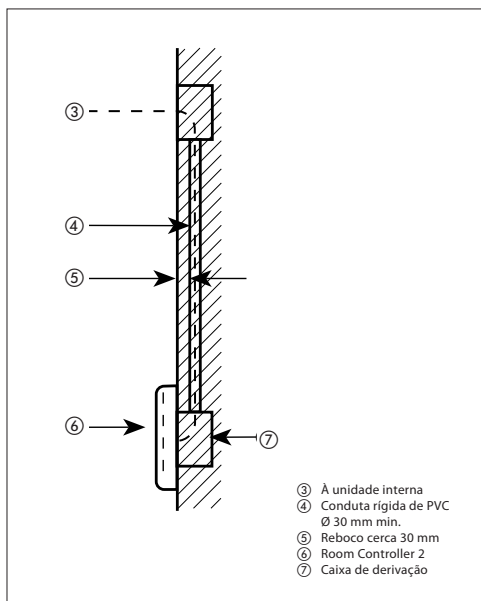 ③
④
⑤
⑥
⑦
③ À unidade interna
④ Conduta rígida de PVC
Ø 30 mm min.
⑤ Reboco cerca 30 mm
⑥ Room Controller 2
⑦ Caixa de derivação